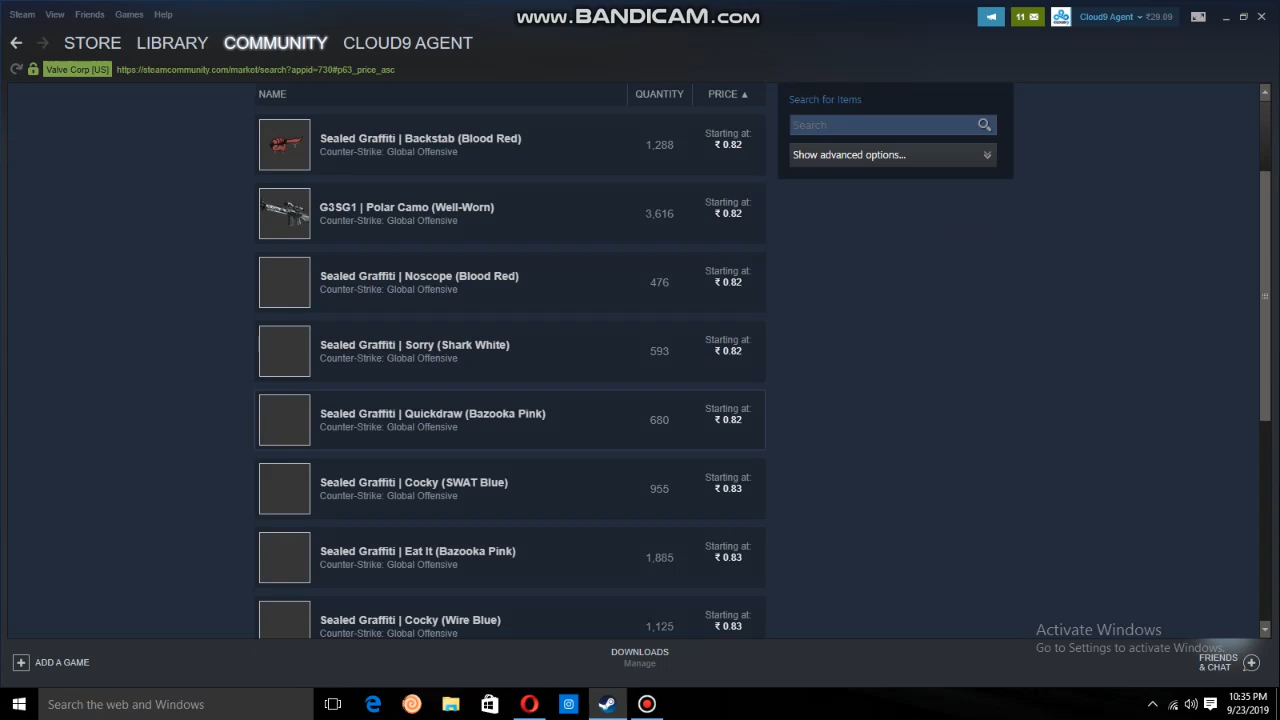 Steam View Friends Games Help
www.BANDICAM.com
11
Cloud9 Agent ₹29.09
STORE LIBRARY COMMUNITY CLOUD9 AGENT
Valve Corp [US] https://steamcommunity.com/market/search?appid=730#p63_price_asc
NAME QUANTITY PRICE ▲
Search for Items
Search
Show advanced options...
Sealed Graffiti | Backstab (Blood Red)
Counter-Strike: Global Offensive
1,288
Starting at:
₹ 0.82
G3SG1 | Polar Camo (Well-Worn)
Counter-Strike: Global Offensive
3,616
Starting at:
₹ 0.82
Sealed Graffiti | Noscope (Blood Red)
Counter-Strike: Global Offensive
476
Starting at:
₹ 0.82
Sealed Graffiti | Sorry (Shark White)
Counter-Strike: Global Offensive
593
Starting at:
₹ 0.82
Sealed Graffiti | Quickdraw (Bazooka Pink)
Counter-Strike: Global Offensive
680
Starting at:
₹ 0.82
Sealed Graffiti | Cocky (SWAT Blue)
Counter-Strike: Global Offensive
955
Starting at:
₹ 0.83
Sealed Graffiti | Eat It (Bazooka Pink)
Counter-Strike: Global Offensive
1,885
Starting at:
₹ 0.83
Sealed Graffiti | Cocky (Wire Blue)
Counter-Strike: Global Offensive
1,125
Starting at:
₹ 0.83
Activate Windows
Go to Settings to activate Windows.
ADD A GAME
DOWNLOADS
Manage
FRIENDS
& CHAT
Search the web and Windows
10:35 PM
9/23/2019